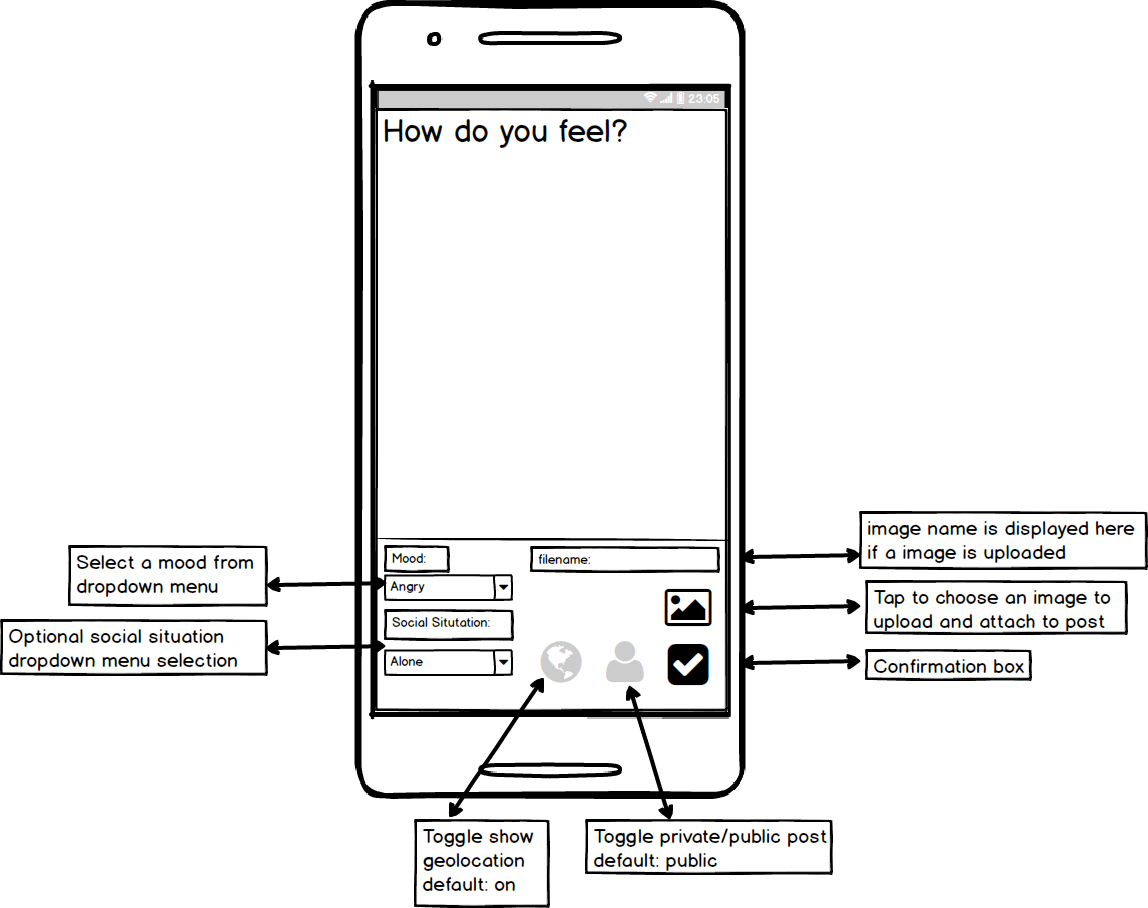 23:05
How do you feel?
Mood:
filename:
Angry
Social Situtation:
Alone
Select a mood from
dropdown menu
Optional social situation
dropdown menu selection
image name is displayed here
if a image is uploaded
Tap to choose an image to
upload and attach to post
Confirmation box
Toggle show
geolocation
default: on
Toggle private/public post
default: public